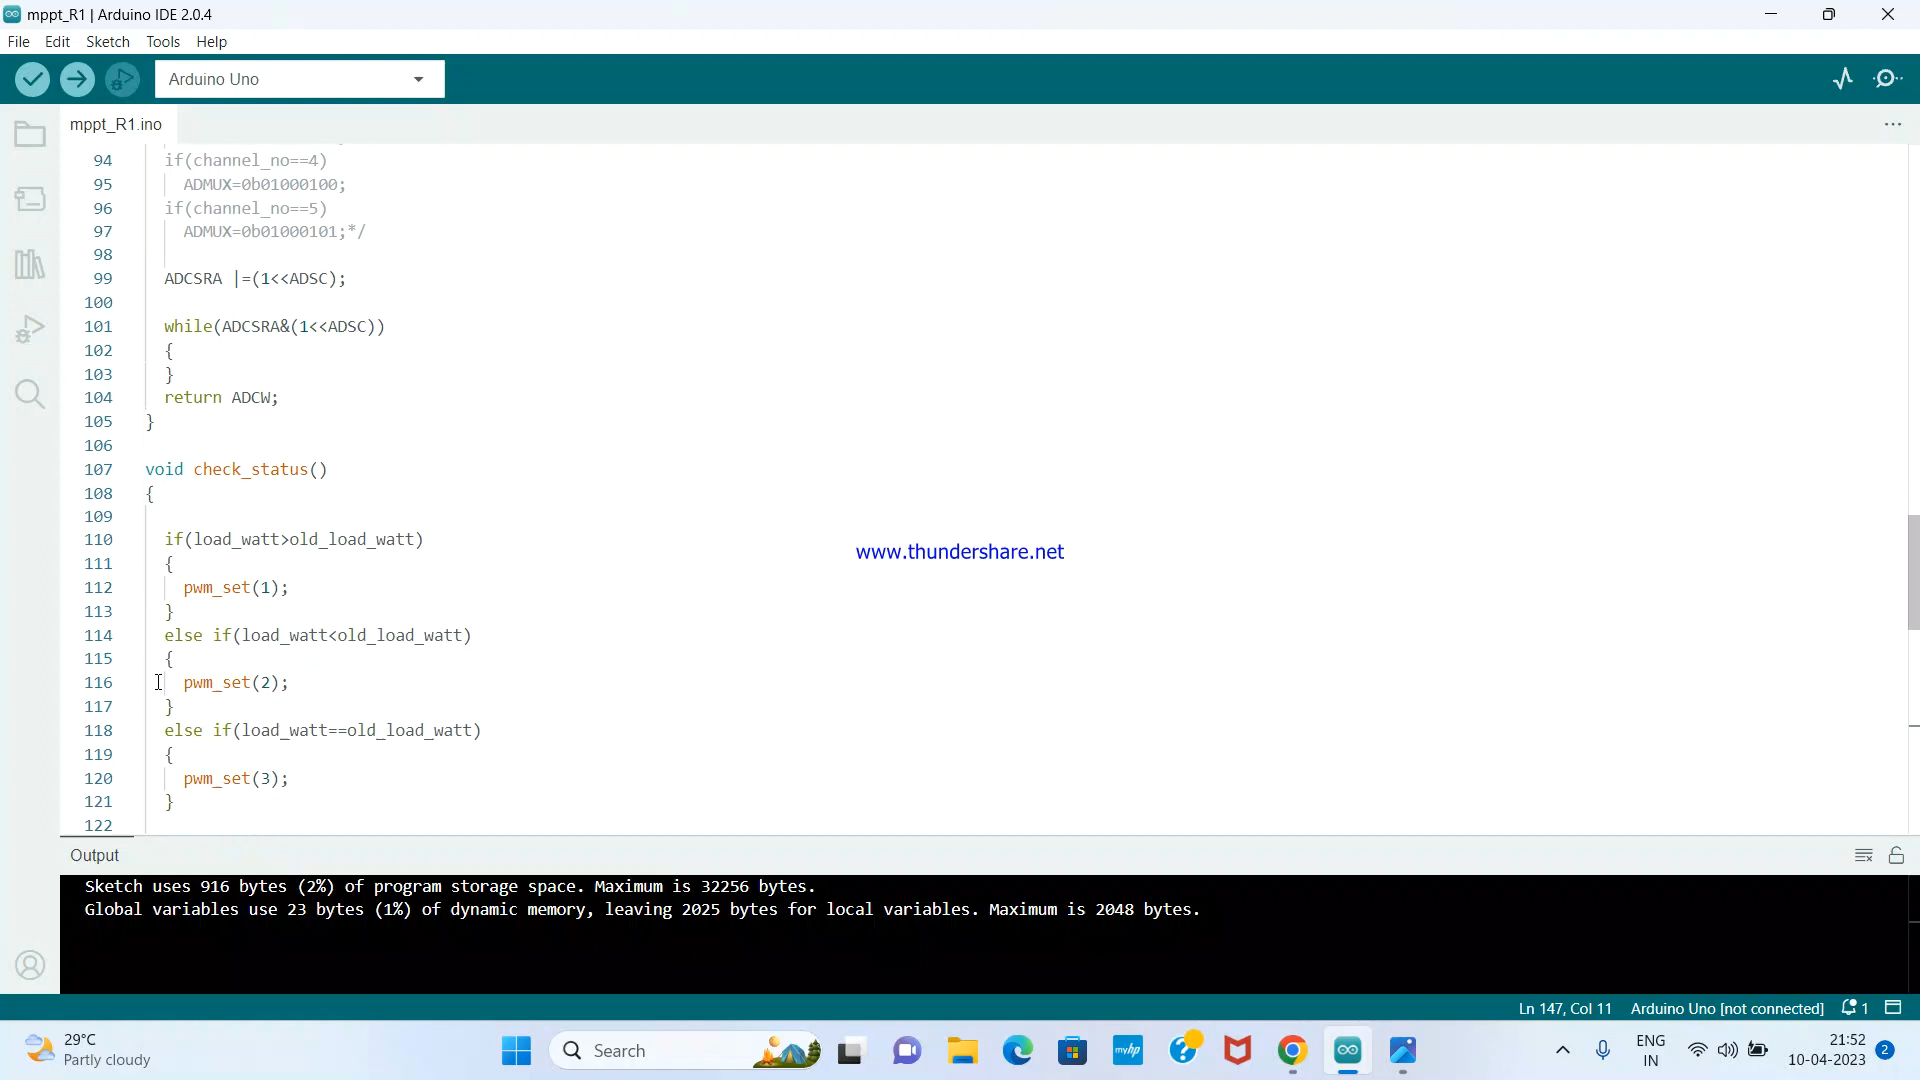 mppt_R1 | Arduino IDE 2.0.4
File Edit Sketch Tools Help
Arduino Uno
mppt_R1.ino
94 if(channel_no==4)
95 ADMUX=0b01000100;
96 if(channel_no==5)
97 ADMUX=0b01000101;*/
98
99 ADCSRA |=(1<<ADSC);
100
101 while(ADCSRA&(1<<ADSC))
102 {
103 }
104 return ADCW;
105 }
106
107 void check_status()
108 {
109
110 if(load_watt>old_load_watt)
www.thundershare.net
111 {
112 pwm_set(1);
113 }
114 else if(load_watt<old_load_watt)
115 {
116 pwm_set(2);
117 }
118 else if(load_watt==old_load_watt)
119 {
120 pwm_set(3);
121 }
122
Output
Sketch uses 916 bytes (2%) of program storage space. Maximum is 32256 bytes.
Global variables use 23 bytes (1%) of dynamic memory, leaving 2025 bytes for local variables. Maximum is 2048 bytes.
Ln 147, Col 11 Arduino Uno [not connected] 1
29°C
Partly cloudy
Search
myhp
ENG
IN
21:52
10-04-2023
2